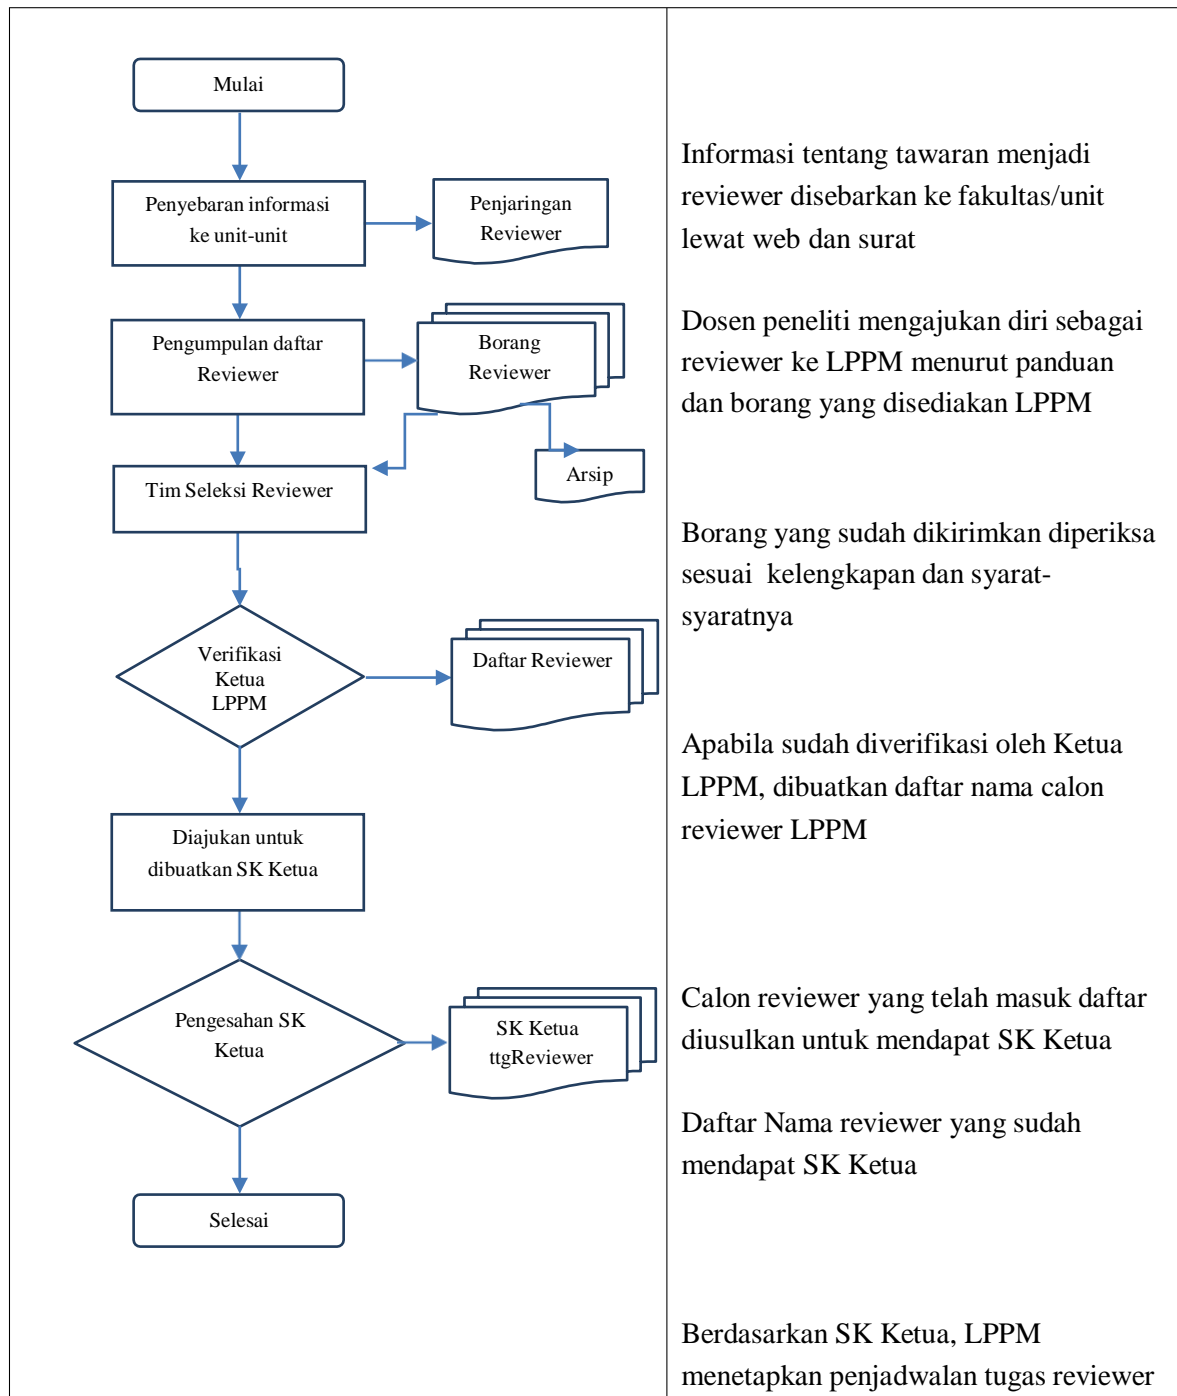 Mulai
Penyebaran informasi
ke unit-unit
Penjaringan
Reviewer
Pengumpulan daftar
Reviewer
Borang
Reviewer
Arsip
Tim Seleksi Reviewer
Verifikasi
Ketua
LPPM
Daftar Reviewer
Diajukan untuk
dibuatkan SK Ketua
Pengesahan SK
Ketua
SK Ketua
ttgReviewer
Selesai
Informasi tentang tawaran menjadi
reviewer disebarkan ke fakultas/unit
lewat web dan surat
Dosen peneliti mengajukan diri sebagai
reviewer ke LPPM menurut panduan
dan borang yang disediakan LPPM
Borang yang sudah dikirimkan diperiksa
sesuai  kelengkapan dan syarat-
syaratnya
Apabila sudah diverifikasi oleh Ketua
LPPM, dibuatkan daftar nama calon
reviewer LPPM
Calon reviewer yang telah masuk daftar
diusulkan untuk mendapat SK Ketua
Daftar Nama reviewer yang sudah
mendapat SK Ketua
Berdasarkan SK Ketua, LPPM
menetapkan penjadwalan tugas reviewer